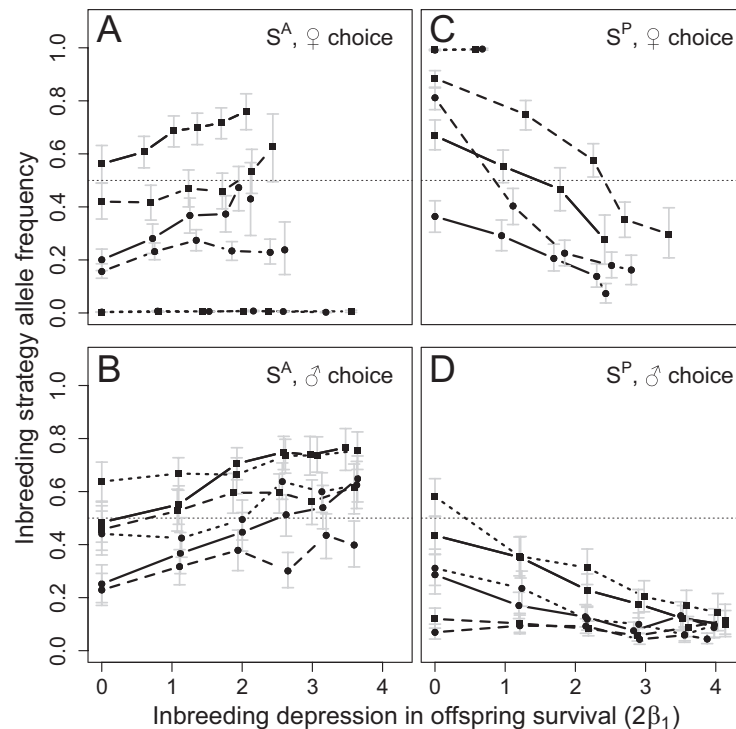 A
S^A, ♀ choice
C
S^P, ♀ choice
1.0
0.8
0.6
0.4
0.2
0.0
B
S^A, ♂ choice
D
S^P, ♂ choice
1.0
0.8
0.6
0.4
0.2
0.0
Inbreeding strategy allele frequency
0 1 2 3 4
0 1 2 3 4
Inbreeding depression in offspring survival (2β₁)